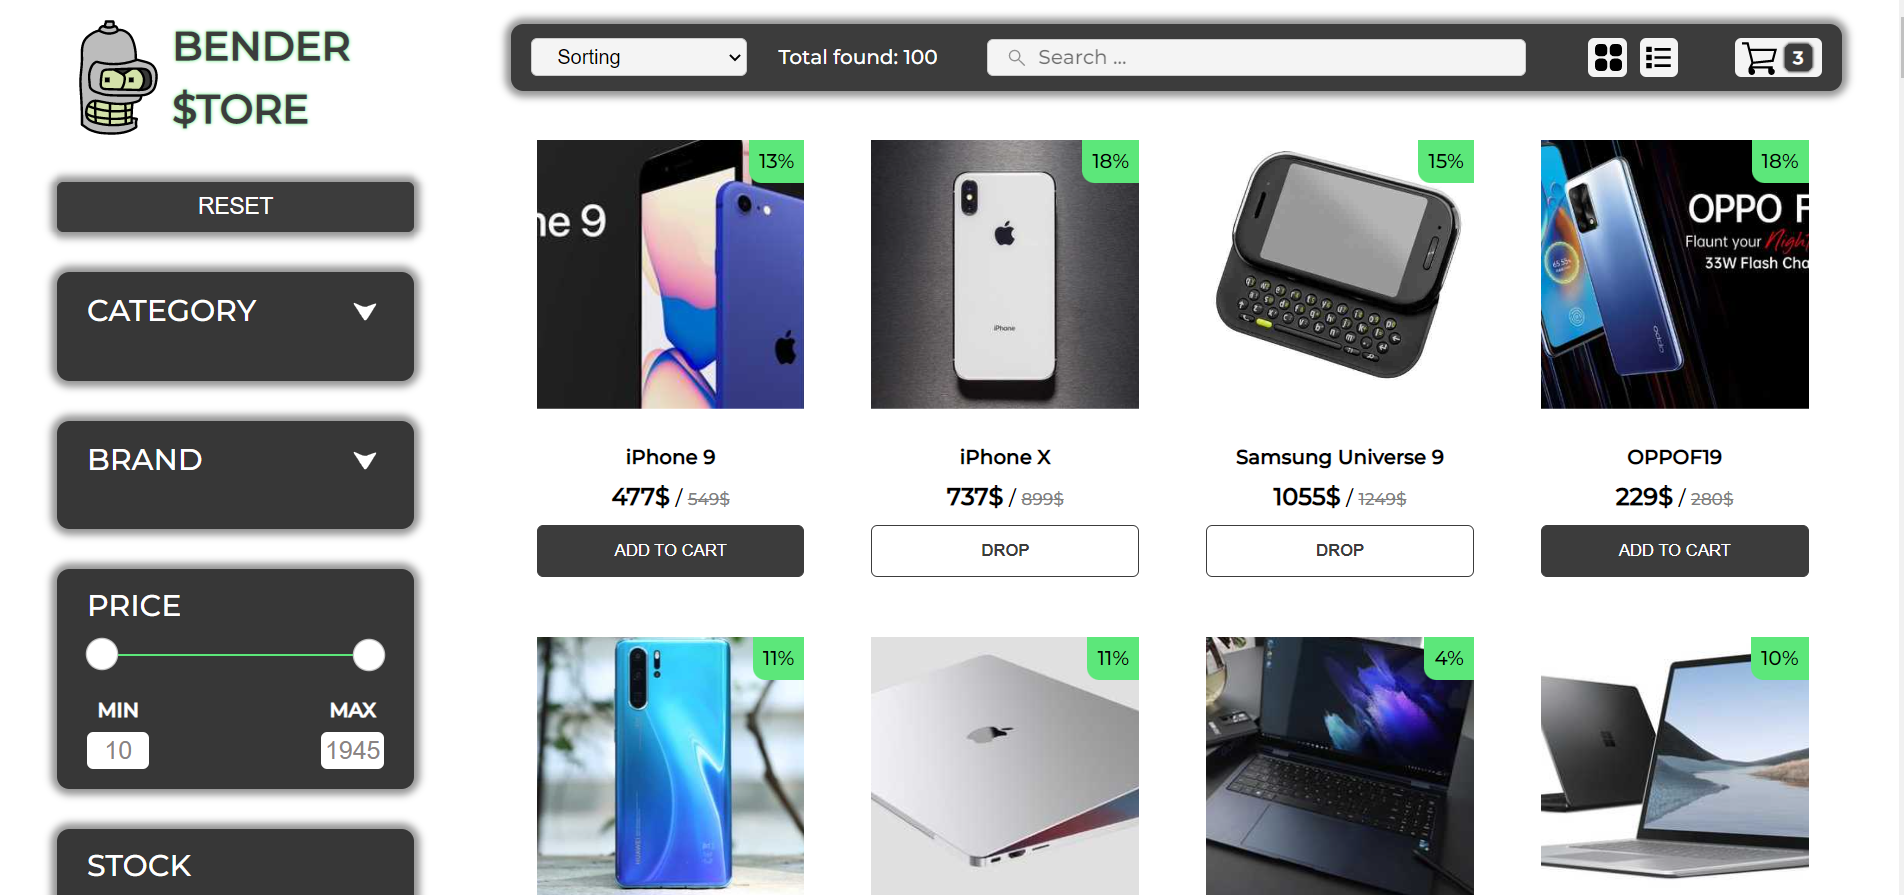 BENDER
$TORE
Sorting
Total found: 100
Search ...
3
RESET
CATEGORY
BRAND
PRICE
MIN
MAX
10
1945
STOCK
13%
ne 9
iPhone 9
477$ / 549$
ADD TO CART
18%
iPhone
iPhone X
737$ / 899$
DROP
15%
Samsung Universe 9
1055$ / 1249$
DROP
18%
OPPO F
Flaunt your Night
33W Flash Cha
oppo
OPPOF19
229$ / 280$
ADD TO CART
11%
HUAWEI
11%
4%
10%